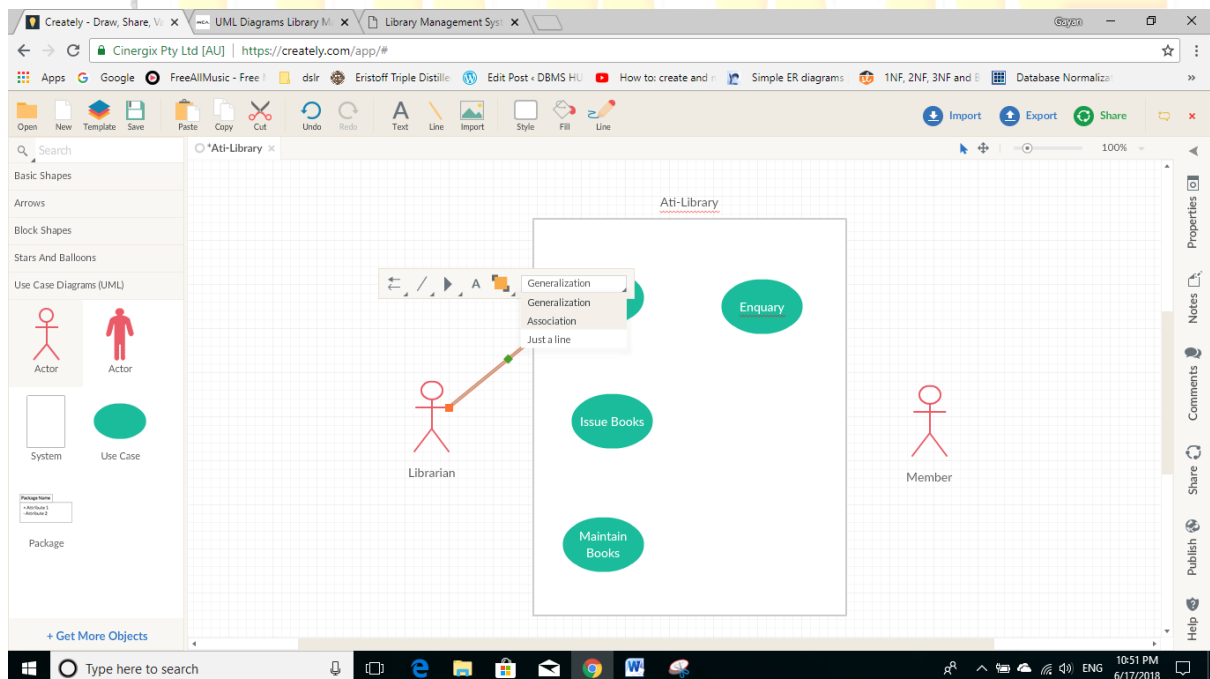 Creately - Draw, Share, V
UML Diagrams Library M
Library Management Syst
Gayan
Cinergix Pty Ltd [AU] | https://creately.com/app/#
Apps
Google
FreeAllMusic - Free
dslr
Eristoff Triple Distille
Edit Post ‹ DBMS HU
How to: create and
Simple ER diagrams
1NF, 2NF, 3NF and
Database Normaliza
»
Open
New
Template
Save
Paste
Copy
Cut
Undo
Redo
Text
Line
Import
Style
Fill
Line
Import
Export
Share
Search
*Ati-Library
100%
Basic Shapes
Arrows
Block Shapes
Stars And Balloons
Use Case Diagrams (UML)
Actor
Actor
System
Use Case
Package Name
+Attribute 1
-Attribute 2
Package
+ Get More Objects
Ati-Library
A
Generalization
Generalization
Association
Just a line
Enquary
Issue Books
Maintain
Books
Librarian
Member
Properties
Notes
Comments
Share
Publish
Help
Type here to search
ENG
10:51 PM
6/17/2018